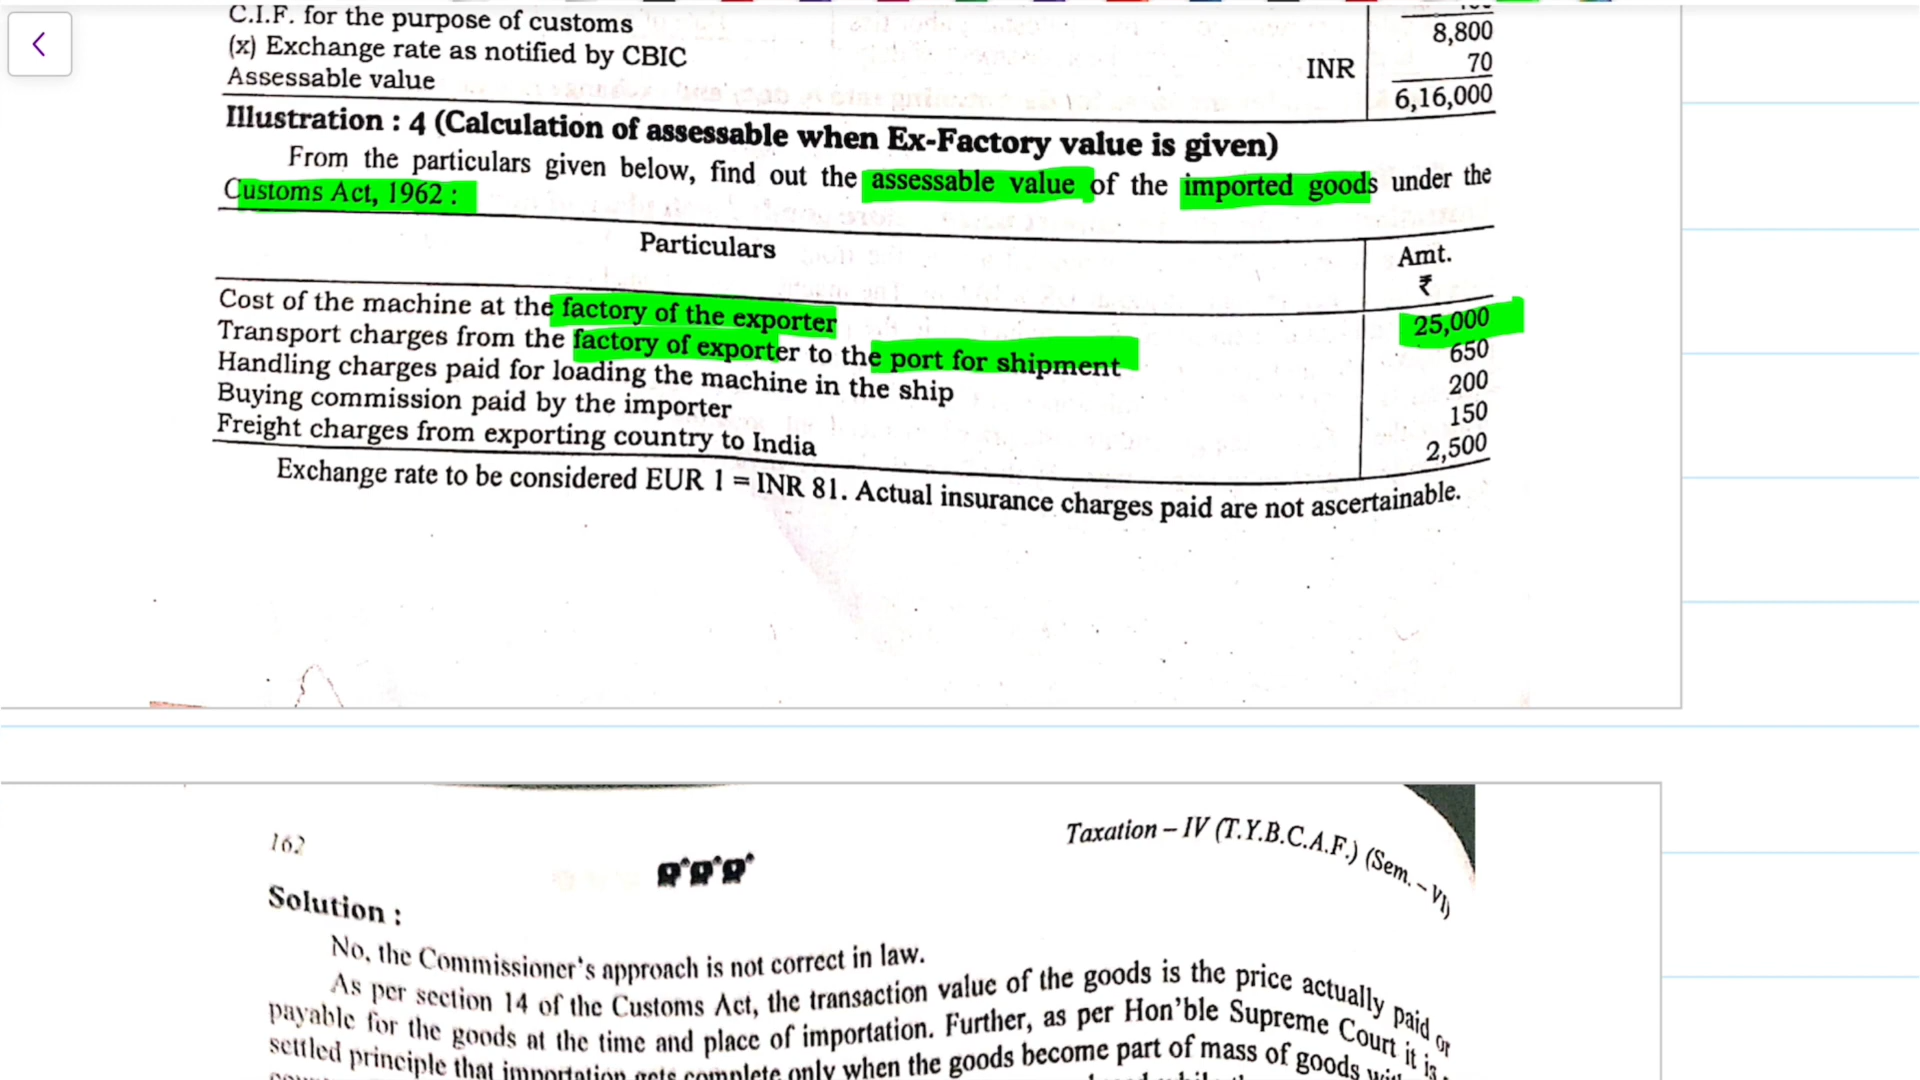 C.I.F. for the purpose of customs 8,800
(x) Exchange rate as notified by CBIC 70
Assessable value INR 6,16,000
Illustration : 4 (Calculation of assessable when Ex-Factory value is given)
From the particulars given below, find out the assessable value of the imported goods under the
Customs Act, 1962 :
Particulars Amt.
₹
Cost of the machine at the factory of the exporter 25,000
Transport charges from the factory of exporter to the port for shipment 650
Handling charges paid for loading the machine in the ship 200
Buying commission paid by the importer 150
Freight charges from exporting country to India 2,500
Exchange rate to be considered EUR 1 = INR 81. Actual insurance charges paid are not ascertainable.
162
Taxation – IV (T.Y.B.C.A.F.) (Sem. – VI)
Solution :
No, the Commissioner's approach is not correct in law.
As per section 14 of the Customs Act, the transaction value of the goods is the price actually paid or
payable for the goods at the time and place of importation. Further, as per Hon'ble Supreme Court it is
settled principle that importation gets complete only when the goods become part of mass of goods